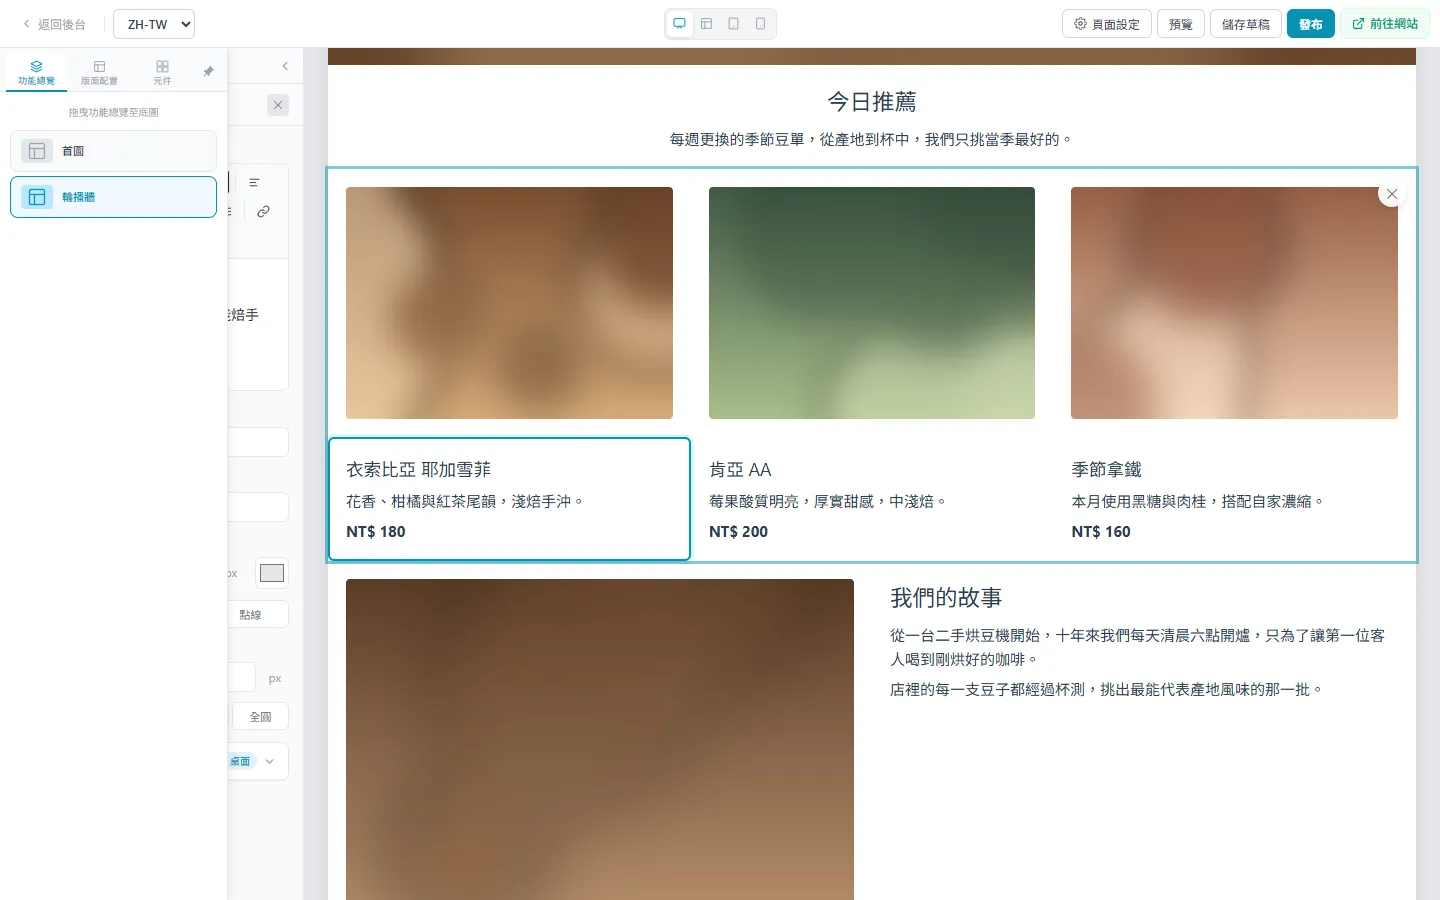 返回後台
ZH-TW
頁面設定
預覽
儲存草稿
發布
前往網站
功能總覽
版面配置
元件
拖曳功能總覽至底圖
首圖
輪播牆
焙手
px
點線
px
全圓
桌面
今日推薦
每週更換的季節豆單，從產地到杯中，我們只挑當季最好的。
衣索比亞 耶加雪菲
花香、柑橘與紅茶尾韻，淺焙手沖。
NT$ 180
肯亞 AA
莓果酸質明亮，厚實甜感，中淺焙。
NT$ 200
季節拿鐵
本月使用黑糖與肉桂，搭配自家濃縮。
NT$ 160
我們的故事
從一台二手烘豆機開始，十年來我們每天清晨六點開爐，只為了讓第一位客
人喝到剛烘好的咖啡。
店裡的每一支豆子都經過杯測，挑出最能代表產地風味的那一批。